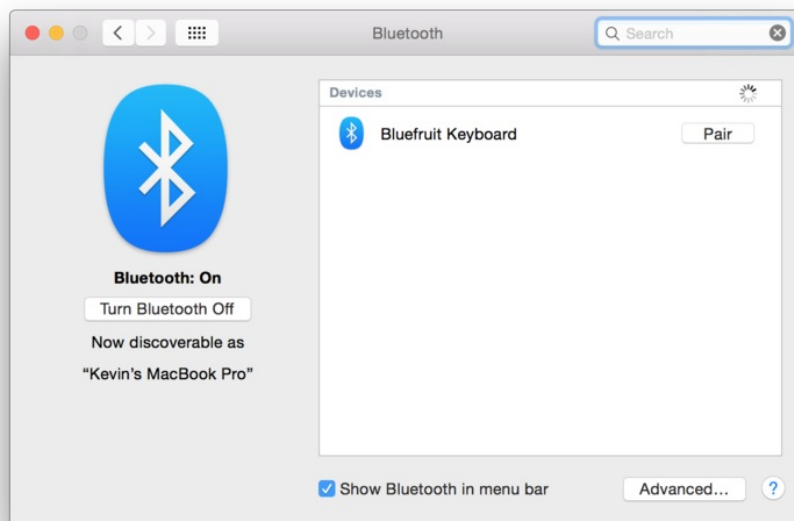 Bluetooth
Search
Devices
Bluefruit Keyboard
Pair
Bluetooth: On
Turn Bluetooth Off
Now discoverable as
“Kevin’s MacBook Pro”
Show Bluetooth in menu bar
Advanced...
?